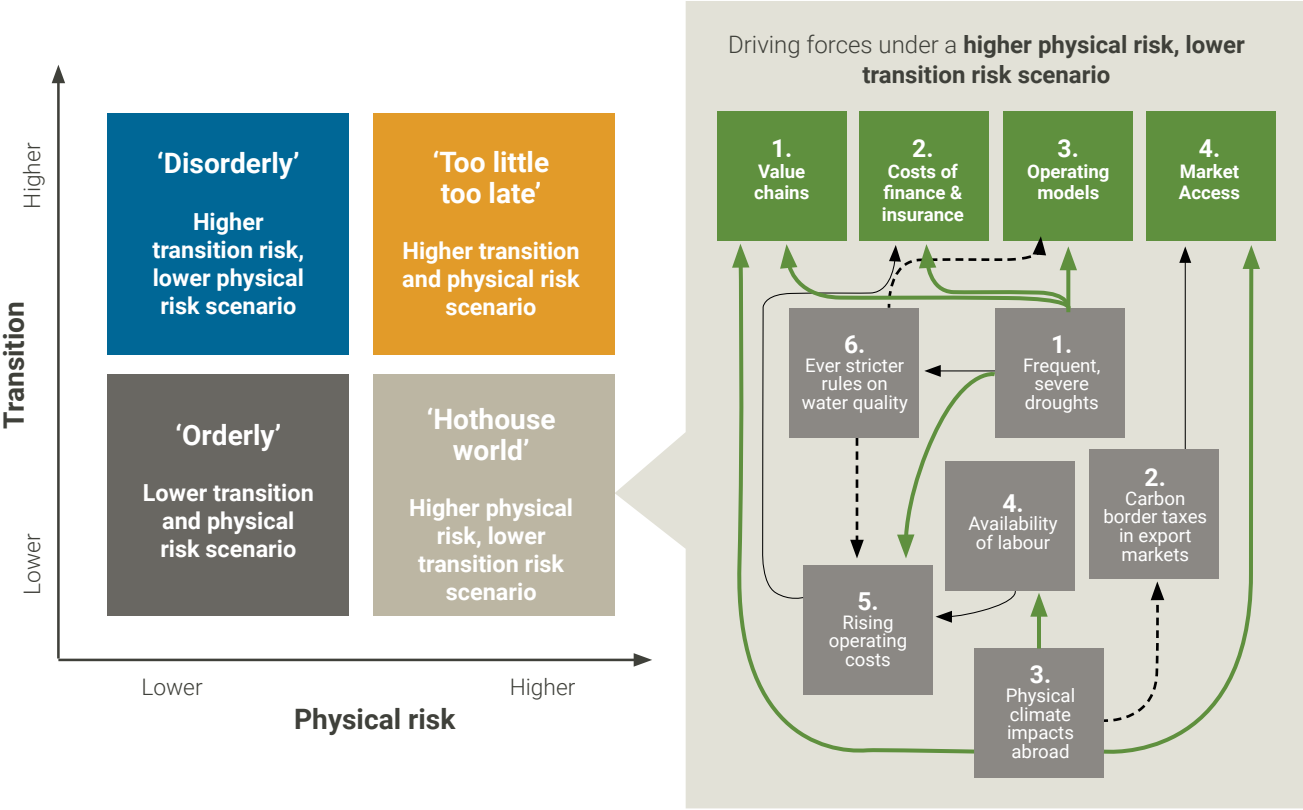 Transition
Higher
Lower
‘Disorderly’
Higher
transition risk,
lower physical
risk scenario
‘Too little
too late’
Higher transition
and physical risk
scenario
‘Orderly’
Lower transition
and physical
risk scenario
‘Hothouse
world’
Higher physical
risk, lower
transition risk
scenario
Lower
Higher
Physical risk
Driving forces under a higher physical risk, lower
transition risk scenario
1.
Value
chains
2.
Costs of
finance &
insurance
3.
Operating
models
4.
Market
Access
6.
Ever stricter
rules on
water quality
1.
Frequent,
severe
droughts
4.
Availability
of labour
2.
Carbon
border taxes
in export
markets
5.
Rising
operating
costs
3.
Physical
climate
impacts
abroad